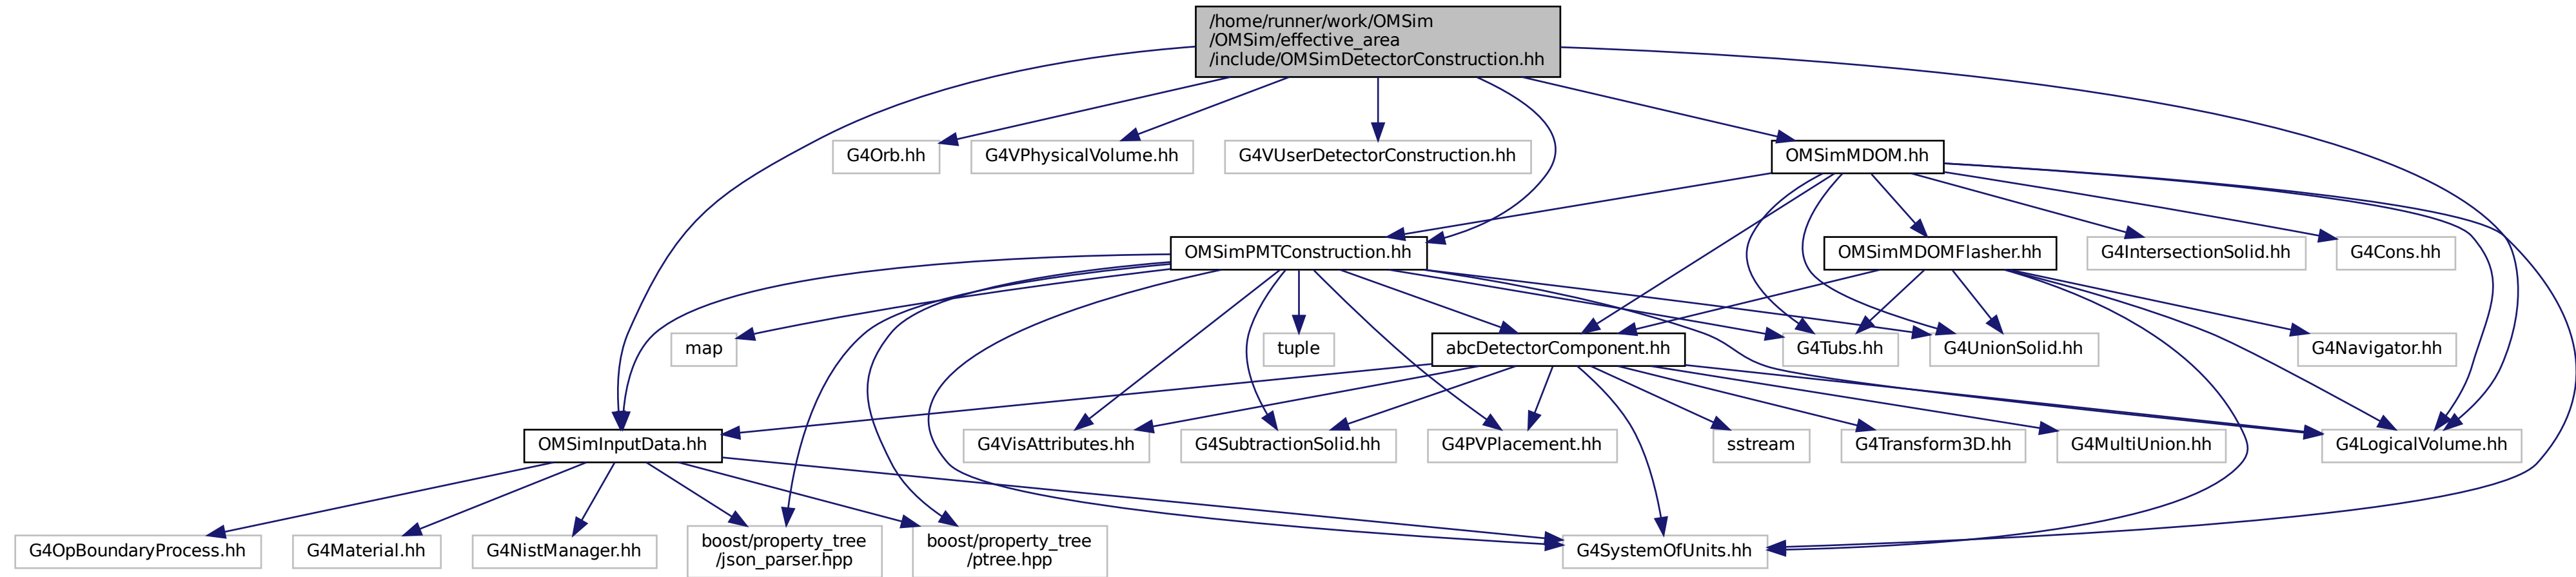 /home/runner/work/OMSim
/OMSim/effective_area
/include/OMSimDetectorConstruction.hh
G4Orb.hh
G4VPhysicalVolume.hh
G4VUserDetectorConstruction.hh
OMSimMDOM.hh
OMSimPMTConstruction.hh
OMSimMDOMFlasher.hh
G4IntersectionSolid.hh
G4Cons.hh
map
tuple
abcDetectorComponent.hh
G4Tubs.hh
G4UnionSolid.hh
G4Navigator.hh
OMSimInputData.hh
G4VisAttributes.hh
G4SubtractionSolid.hh
G4PVPlacement.hh
sstream
G4Transform3D.hh
G4MultiUnion.hh
G4LogicalVolume.hh
G4OpBoundaryProcess.hh
G4Material.hh
G4NistManager.hh
boost/property_tree
/json_parser.hpp
boost/property_tree
/ptree.hpp
G4SystemOfUnits.hh